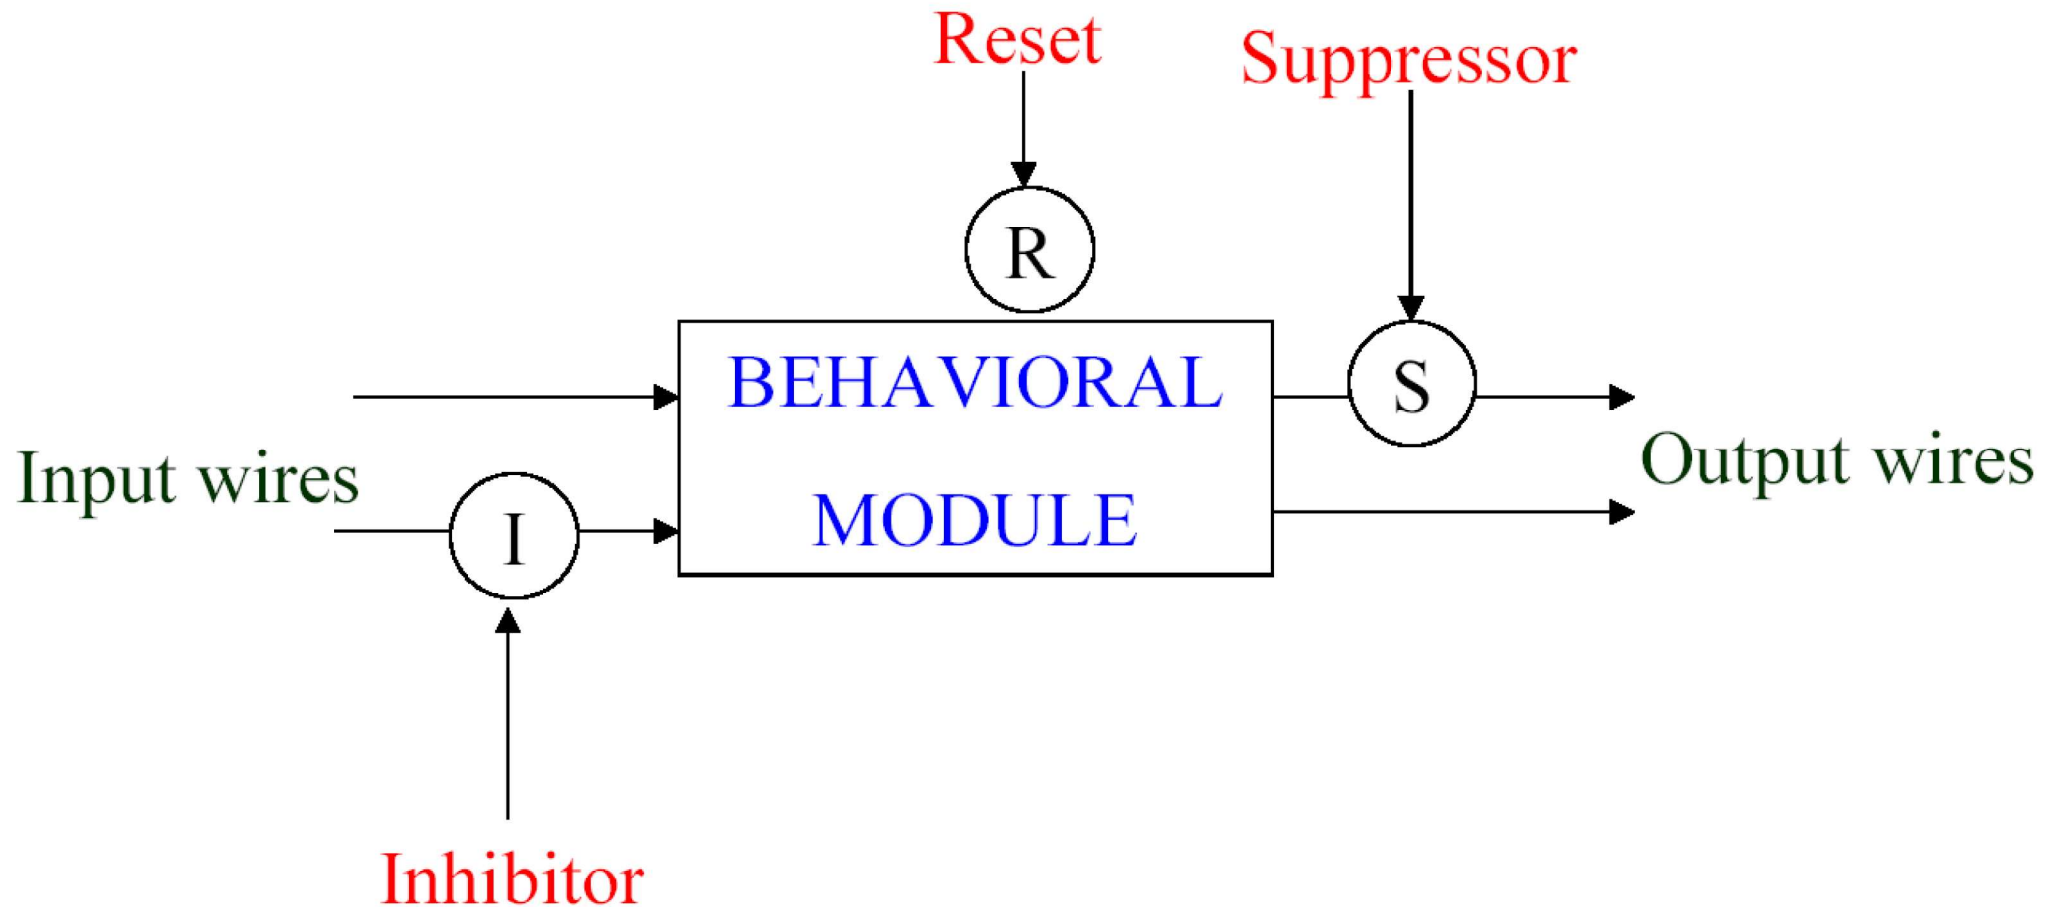 Reset
Suppressor
R
S
BEHAVIORAL
MODULE
Input wires
I
Output wires
Inhibitor